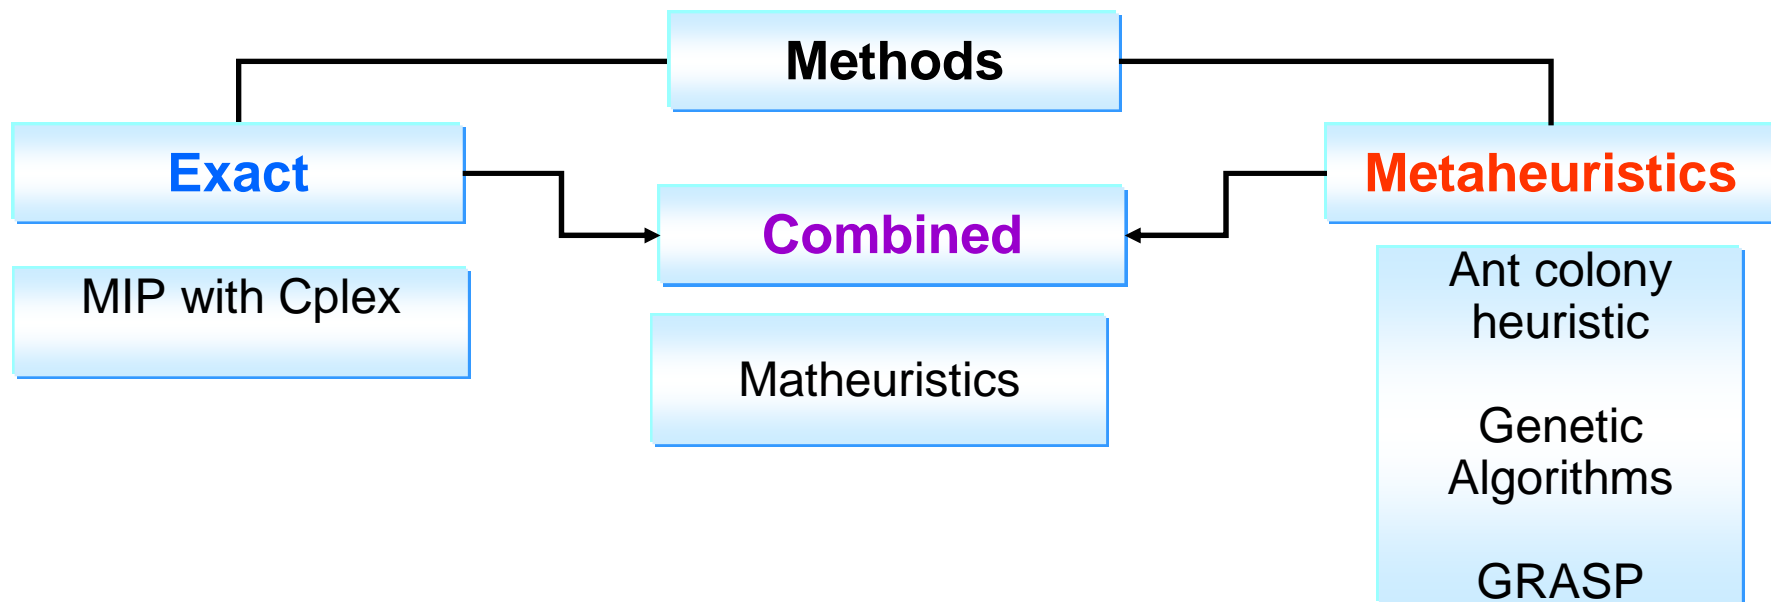 Methods
Exact
Metaheuristics
Combined
MIP with Cplex
Matheuristics
Ant colony
heuristic
Genetic
Algorithms
GRASP